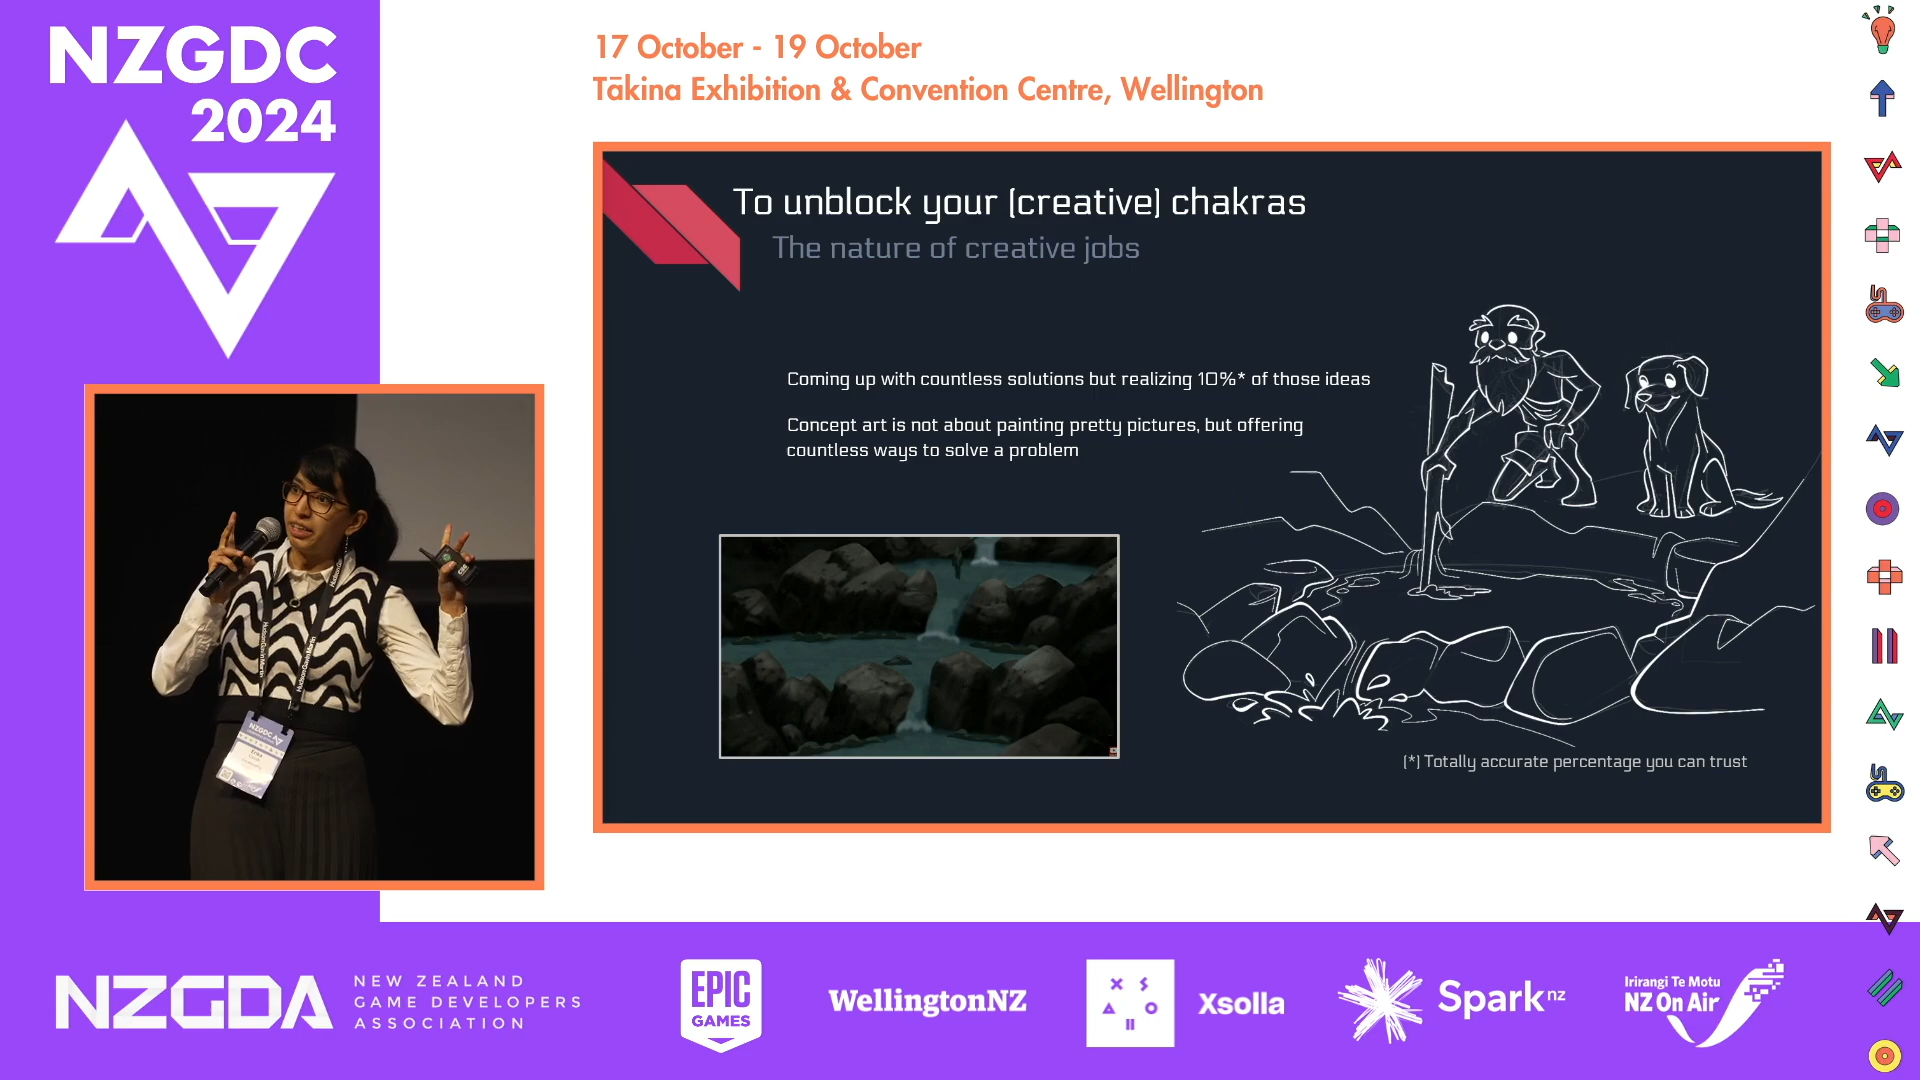 NZGDC
2024
17 October - 19 October
Tākina Exhibition & Convention Centre, Wellington
To unblock your (creative) chakras
The nature of creative jobs
Coming up with countless solutions but realizing 10%* of those ideas
Concept art is not about painting pretty pictures, but offering
countless ways to solve a problem
(*) Totally accurate percentage you can trust
NZGDC
NZGDA
NEW ZEALAND
GAME DEVELOPERS
ASSOCIATION
EPIC
GAMES
WellingtonNZ
Xsolla
Spark nz
Irirangi Te Motu
NZ On Air